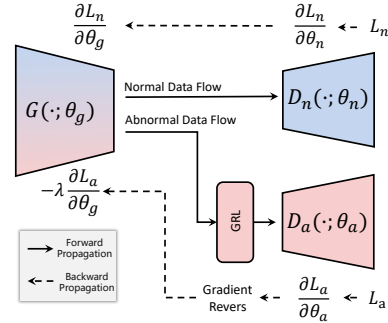 ∂L_n/∂θ_g
∂L_n/∂θ_n
L_n
G(·;θ_g)
Normal Data Flow
D_n(·;θ_n)
Abnormal Data Flow
−λ ∂L_a/∂θ_g
GRL
D_a(·;θ_a)
Forward
Propagation
Backward
Propagation
Gradient
Revers
∂L_a/∂θ_a
L_a